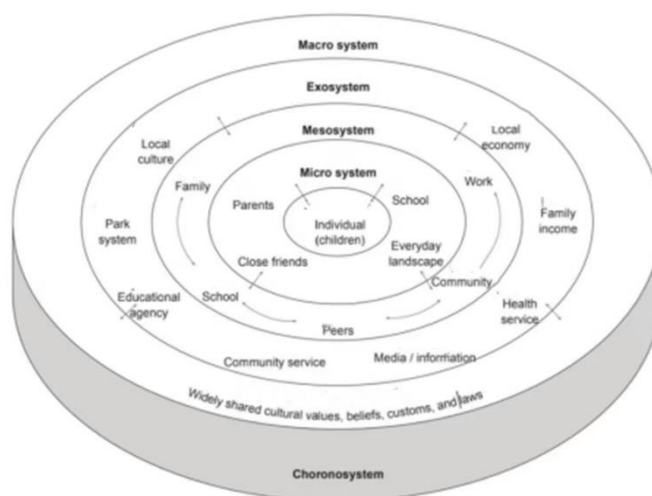 Macro system
Exosystem
Mesosystem
Micro system
Local
culture
Local
economy
Family
Work
Parents
School
Individual
(children)
Park
system
Family
income
Close friends
Everyday
landscape
Educational
agency
School
Community
Health
service
Peers
Community service
Media / information
Widely shared cultural values, beliefs, customs, and laws
Choronosystem